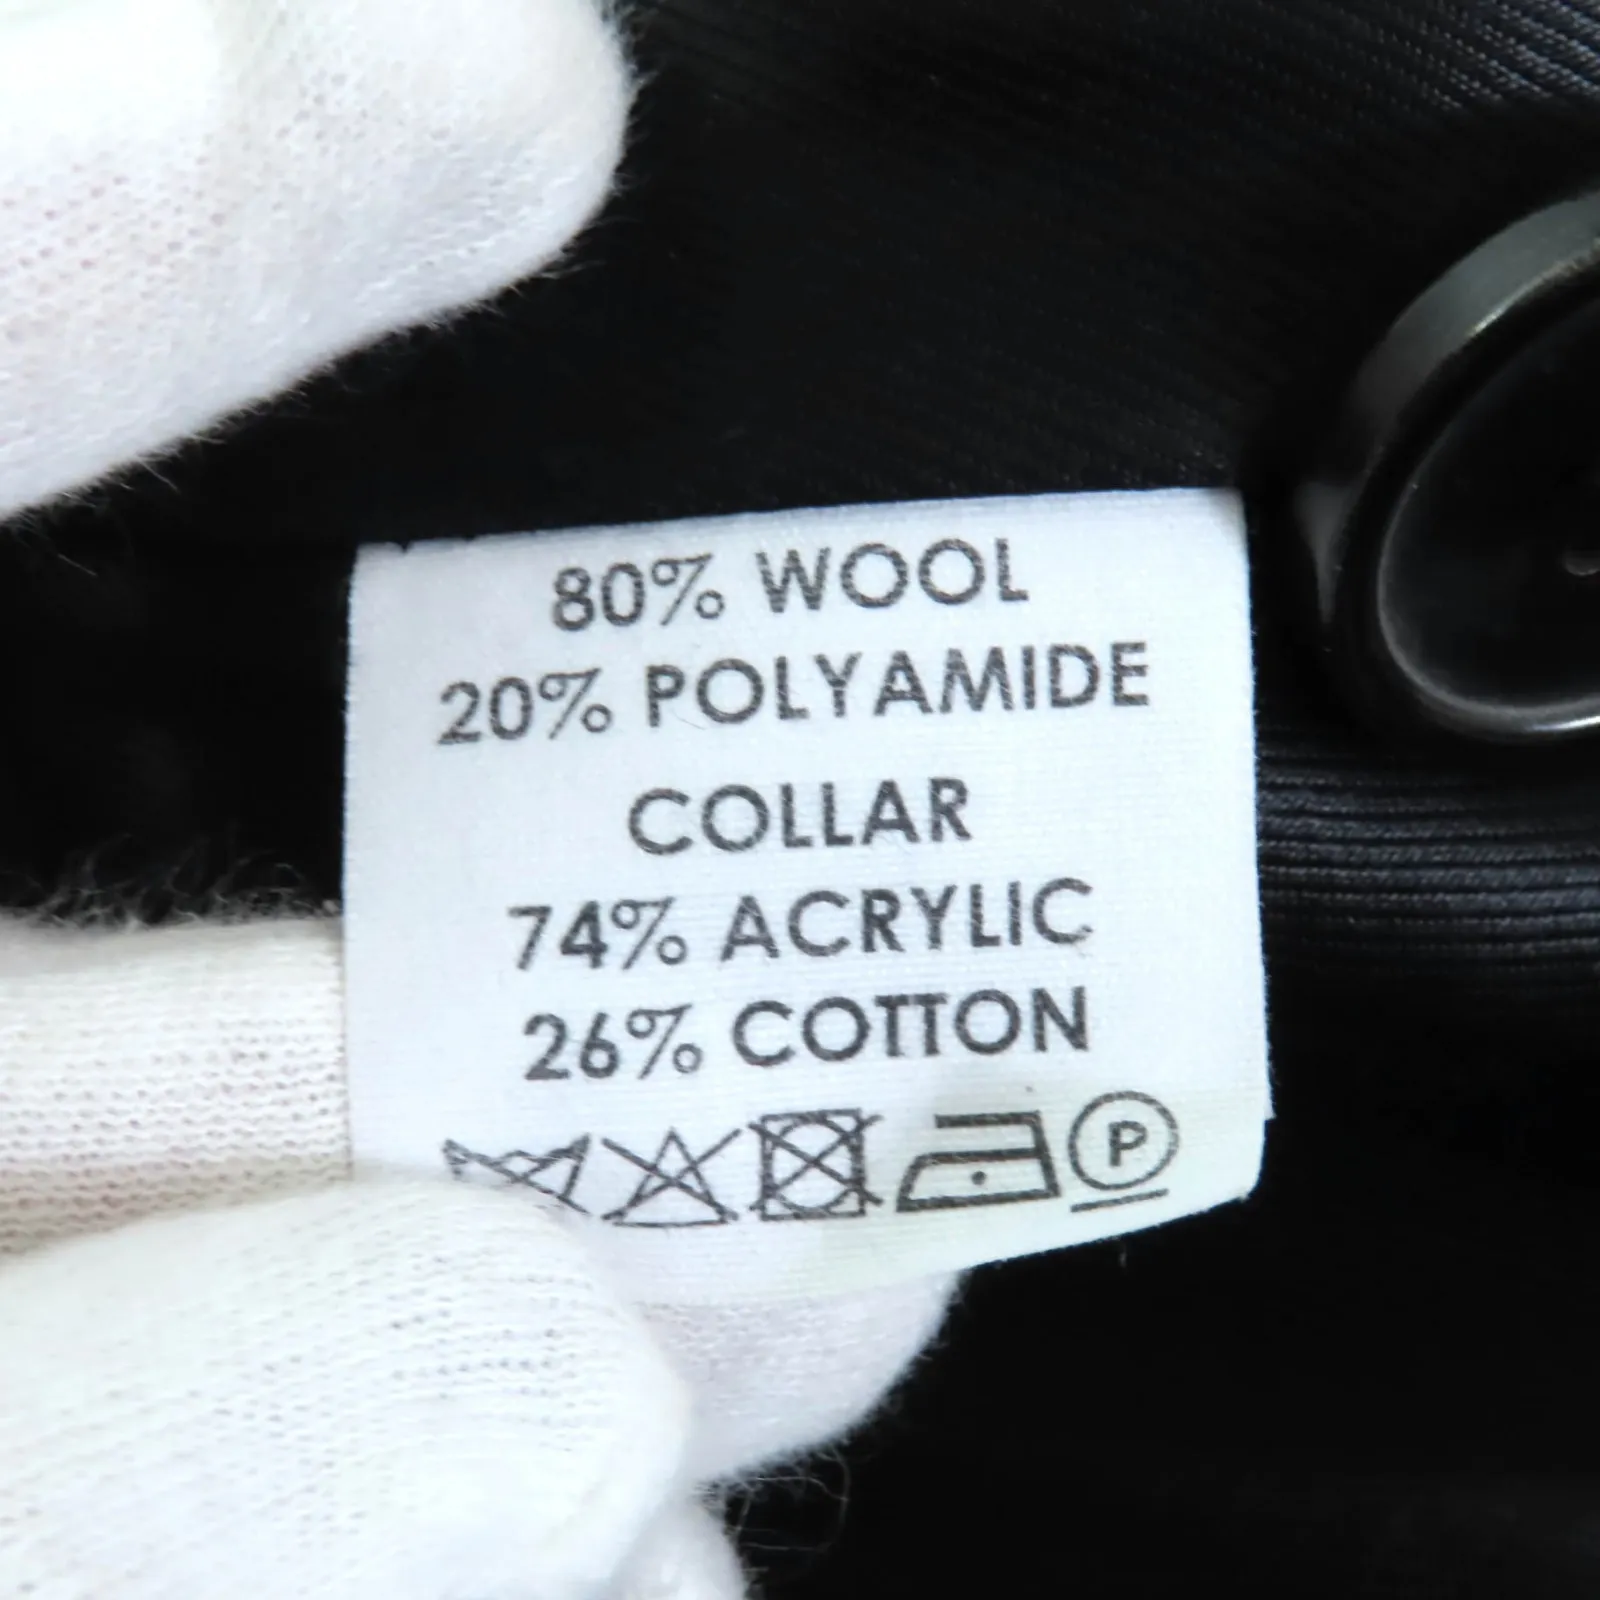 80% WOOL
20% POLYAMIDE
COLLAR
74% ACRYLIC
26% COTTON
P